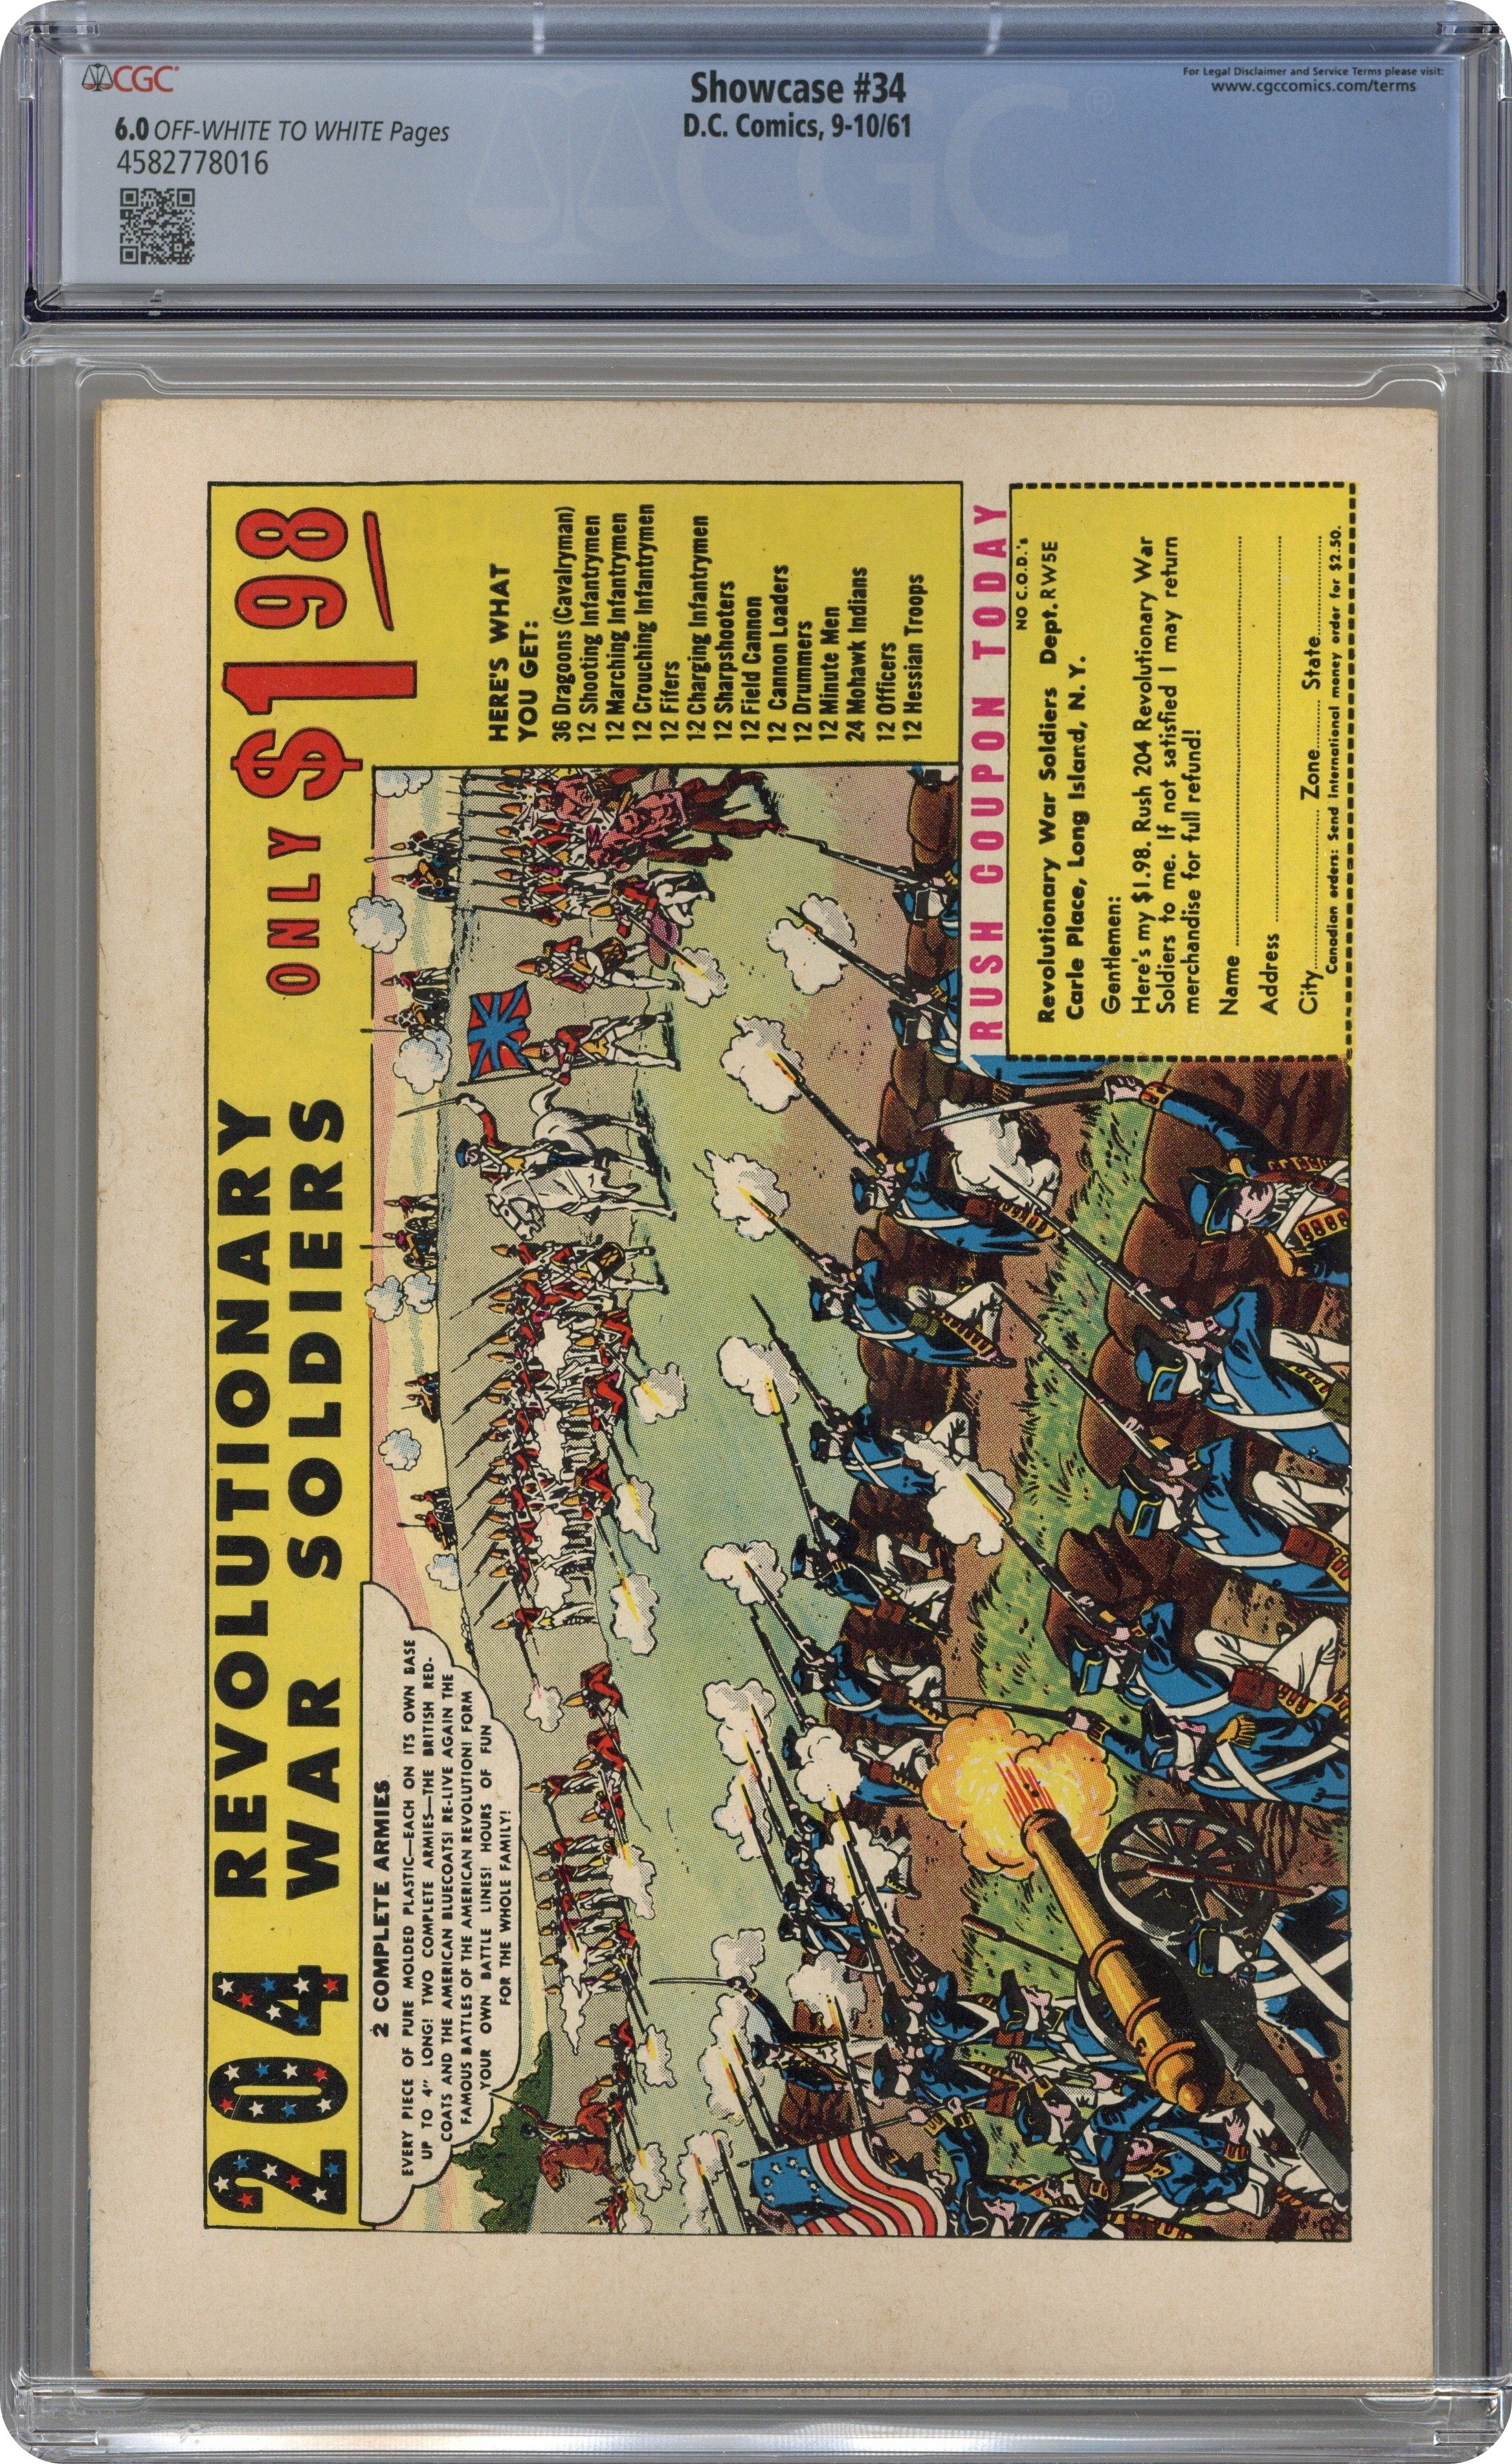 CGC
6.0 OFF-WHITE TO WHITE Pages
4582778016
Showcase #34
D.C. Comics, 9-10/61
For Legal Disclaimer and Service Terms please visit:
www.cgccomics.com/terms
CGC®
204 REVOLUTIONARY
WAR SOLDIERS
ONLY $1 98
2 COMPLETE ARMIES
EVERY PIECE OF PURE MOLDED PLASTIC—EACH ON ITS OWN BASE
UP TO 4" LONG! TWO COMPLETE ARMIES—THE BRITISH RED-
COATS AND THE AMERICAN BLUECOATS! RE-LIVE AGAIN THE
FAMOUS BATTLES OF THE AMERICAN REVOLUTION! FORM
YOUR OWN BATTLE LINES! HOURS OF FUN
FOR THE WHOLE FAMILY!
HERE'S WHAT
YOU GET:
36 Dragoons (Cavalryman)
12 Shooting Infantrymen
12 Marching Infantrymen
12 Crouching Infantrymen
12 Fifers
12 Charging Infantrymen
12 Sharpshooters
12 Field Cannon
12 Cannon Loaders
12 Drummers
12 Minute Men
24 Mohawk Indians
12 Officers
12 Hessian Troops
RUSH COUPON TODAY
NO C.O.D.'s
Revolutionary War Soldiers Dept. RW5E
Carle Place, Long Island, N. Y.
Gentlemen:
Here's my $1.98. Rush 204 Revolutionary War
Soldiers to me. If not satisfied I may return
merchandise for full refund!
Name
Address
City Zone State
Canadian orders: Send International money order for $2.50.